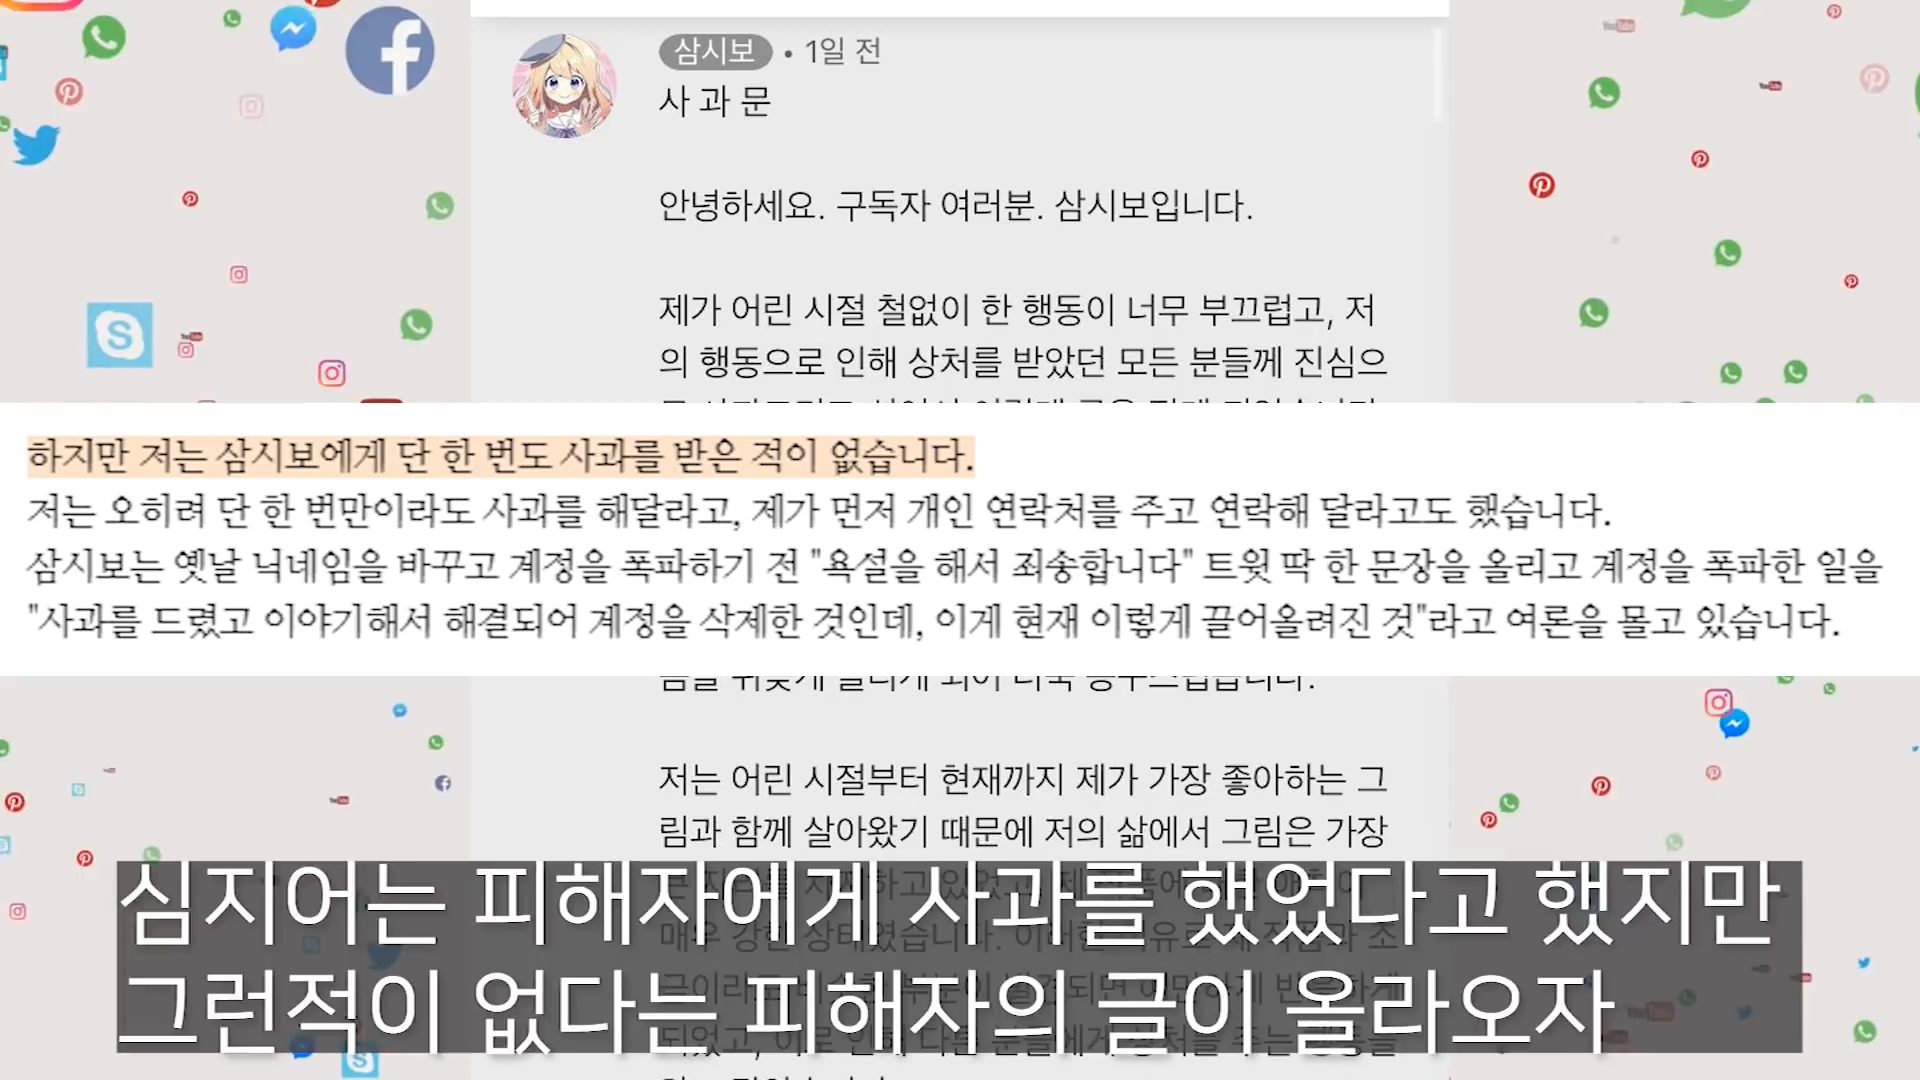 삼시보 • 1일 전
사 과 문
안녕하세요. 구독자 여러분. 삼시보입니다.
제가 어린 시절 철없이 한 행동이 너무 부끄럽고, 저
의 행동으로 인해 상처를 받았던 모든 분들께 진심으
하지만 저는 삼시보에게 단 한 번도 사과를 받은 적이 없습니다.
저는 오히려 단 한 번만이라도 사과를 해달라고, 제가 먼저 개인 연락처를 주고 연락해 달라고도 했습니다.
삼시보는 옛날 닉네임을 바꾸고 계정을 폭파하기 전 "욕설을 해서 죄송합니다" 트윗 딱 한 문장을 올리고 계정을 폭파한 일을
"사과를 드렸고 이야기해서 해결되어 계정을 삭제한 것인데, 이게 현재 이렇게 끌어올려진 것"라고 여론을 몰고 있습니다.
저는 어린 시절부터 현재까지 제가 가장 좋아하는 그
림과 함께 살아왔기 때문에 저의 삶에서 그림은 가장
심지어는 피해자에게 사과를 했었다고 했지만
그런적이 없다는 피해자의 글이 올라오자